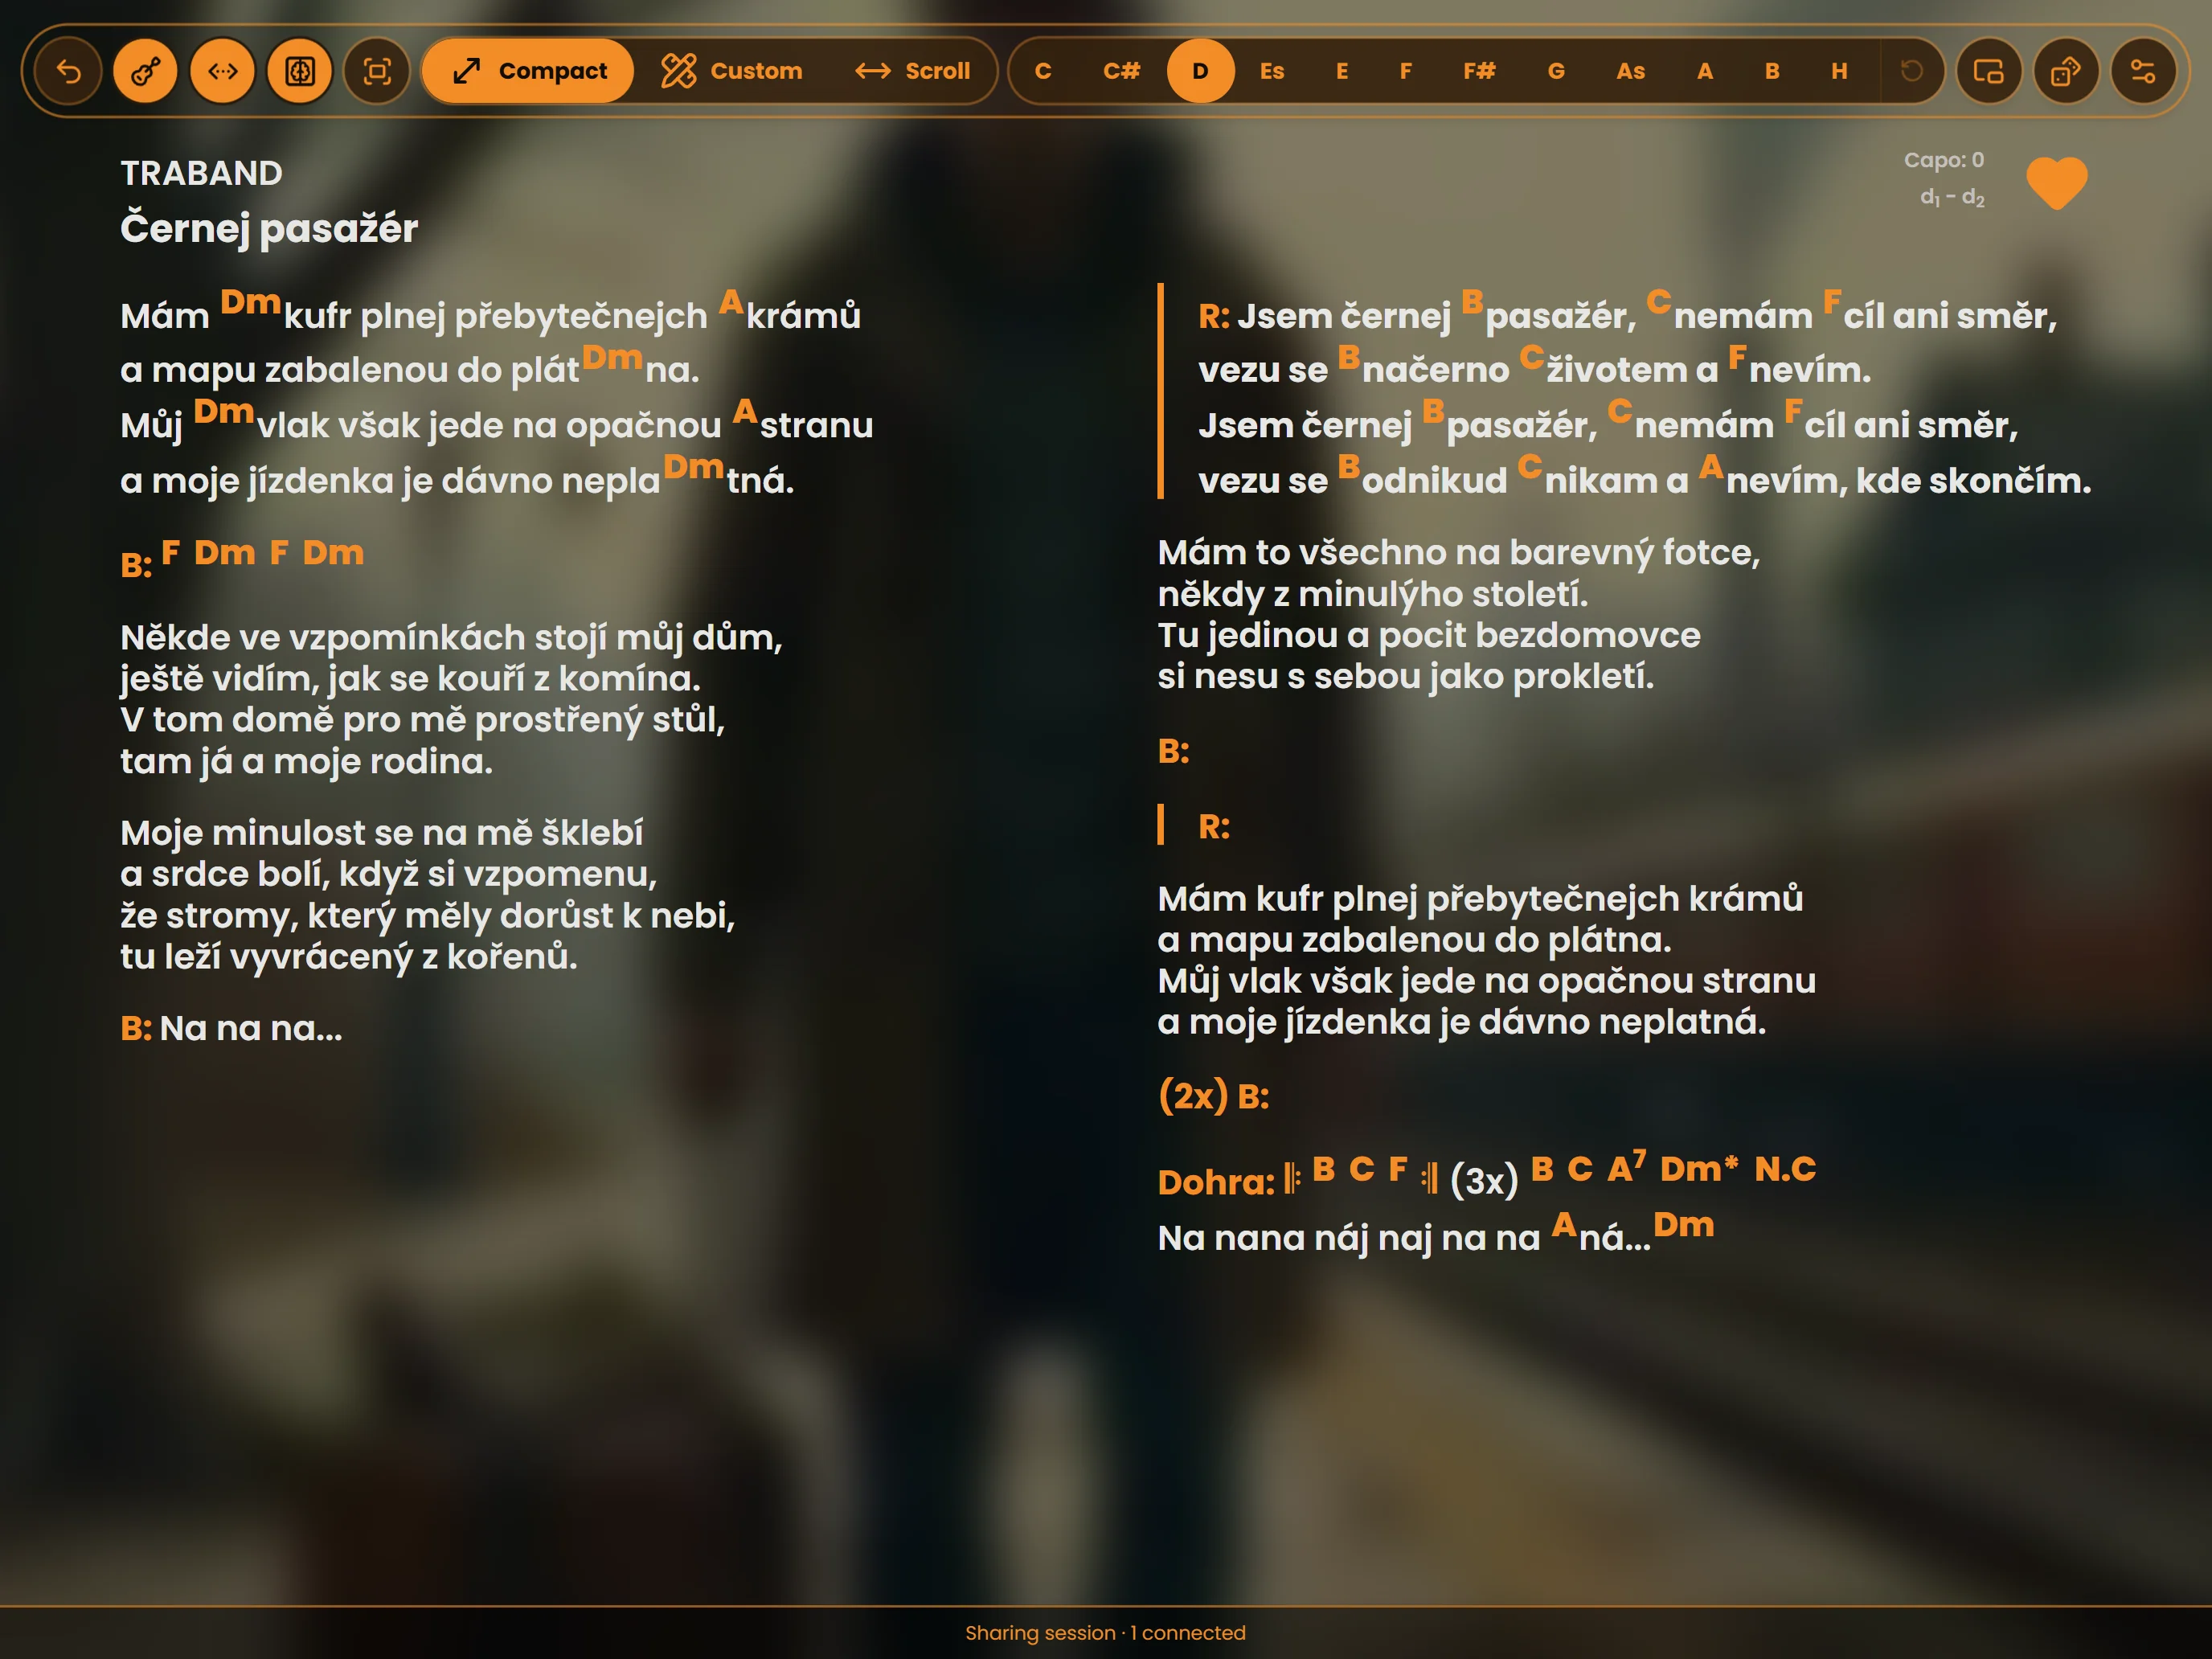 Compact Custom Scroll C C# D Es E F F# G As A B H
TRABAND
Černej pasažér
Capo: 0
d1 - d2
Mám Dm kufr plnej přebytečnejch A krámů
a mapu zabalenou do plát Dm na.
Můj Dm vlak však jede na opačnou A stranu
a moje jízdenka je dávno nepla Dm tná.
B: F Dm F Dm
Někde ve vzpomínkách stojí můj dům,
ještě vidím, jak se kouří z komína.
V tom domě pro mě prostřený stůl,
tam já a moje rodina.
Moje minulost se na mě šklebí
a srdce bolí, když si vzpomenu,
že stromy, který měly dorůst k nebi,
tu leží vyvrácený z kořenů.
B: Na na na...
R: Jsem černej B pasažér, C nemám F cíl ani směr,
vezu se B načerno C životem a F nevím.
Jsem černej B pasažér, C nemám F cíl ani směr,
vezu se B odnikud C nikam a A nevím, kde skončím.
Mám to všechno na barevný fotce,
někdy z minulýho století.
Tu jedinou a pocit bezdomovce
si nesu s sebou jako prokletí.
B:
R:
Mám kufr plnej přebytečnejch krámů
a mapu zabalenou do plátna.
Můj vlak však jede na opačnou stranu
a moje jízdenka je dávno neplatná.
(2x) B:
Dohra: 𝄆 B C F 𝄇 (3x) B C A7 Dm* N.C
Na nana náj naj na na A ná... Dm
Sharing session · 1 connected